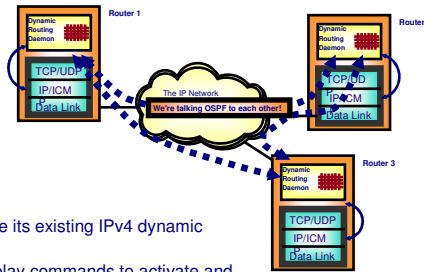 Router 1
Dynamic
Routing
Daemon
TCP/UDP
IP/ICM
P
Data Link
The IP Network
We're talking OSPF to each other!
Router
Dynamic
Routing
Daemon
TCP/UD
P
IP/ICM
P
Data Link
Router 3
Dynamic
Routing
Daemon
TCP/UDP
IP/ICM
P
Data Link
e its existing IPv4 dynamic
lay commands to activate and